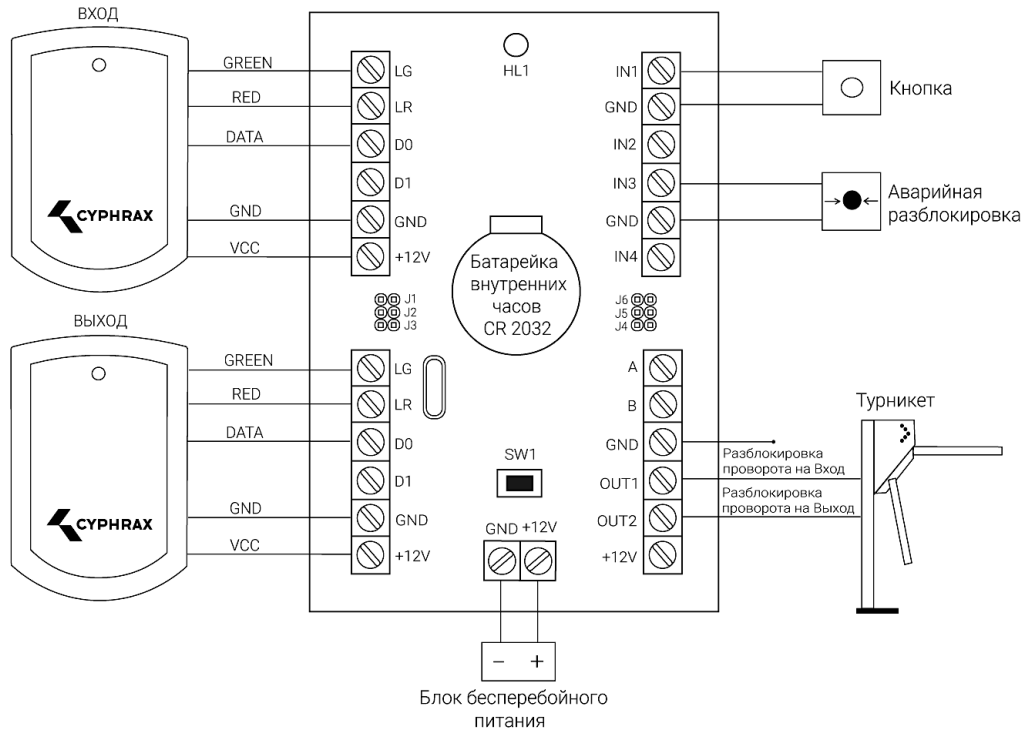 ВХОД
GREEN
RED
DATA
GND
VCC
CYPHRAX
LG
LR
D0
D1
GND
+12V
HL1
IN1
GND
IN2
IN3
GND
IN4
Кнопка
Аварийная
разблокировка
Батарейка
внутренних
часов
CR 2032
J1
J2
J3
J6
J5
J4
ВЫХОД
GREEN
RED
DATA
GND
VCC
CYPHRAX
LG
LR
D0
D1
GND
+12V
SW1
GND +12V
A
B
GND
OUT1
OUT2
+12V
Турникет
Разблокировка
проворота на Вход
Разблокировка
проворота на Выход
− +
Блок бесперебойного
питания